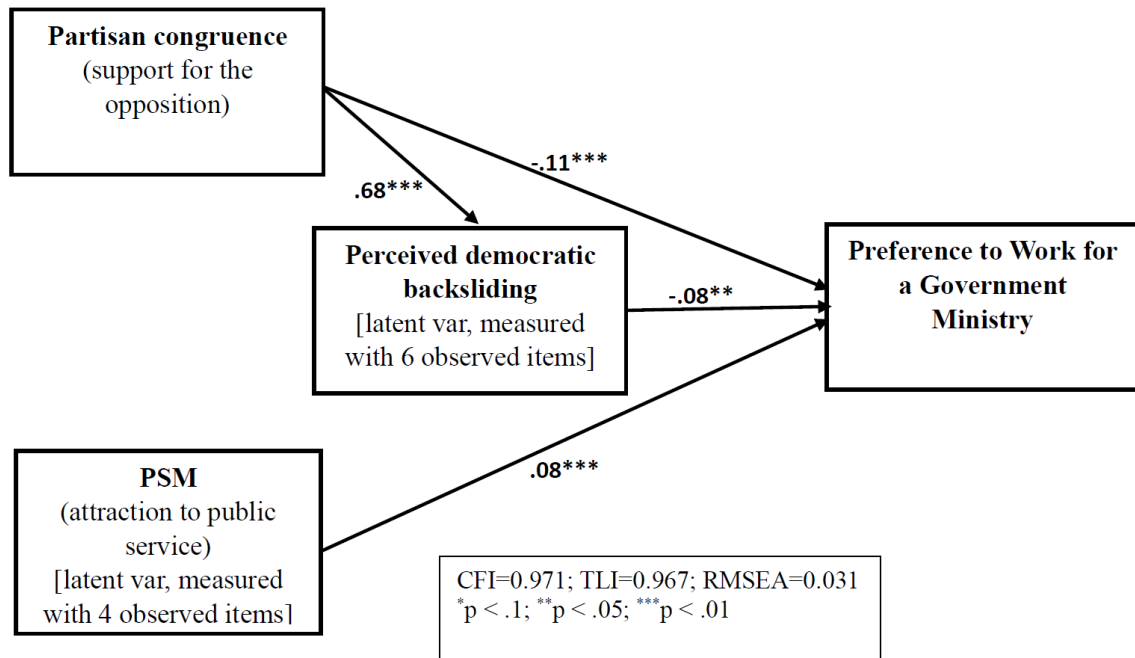 Partisan congruence
(support for the
opposition)
-.11***
.68***
Perceived democratic
backsliding
[latent var, measured
with 6 observed items]
-.08**
Preference to Work for
a Government
Ministry
PSM
(attraction to public
service)
[latent var, measured
with 4 observed items]
.08***
CFI=0.971; TLI=0.967; RMSEA=0.031
*p < .1; **p < .05; ***p < .01